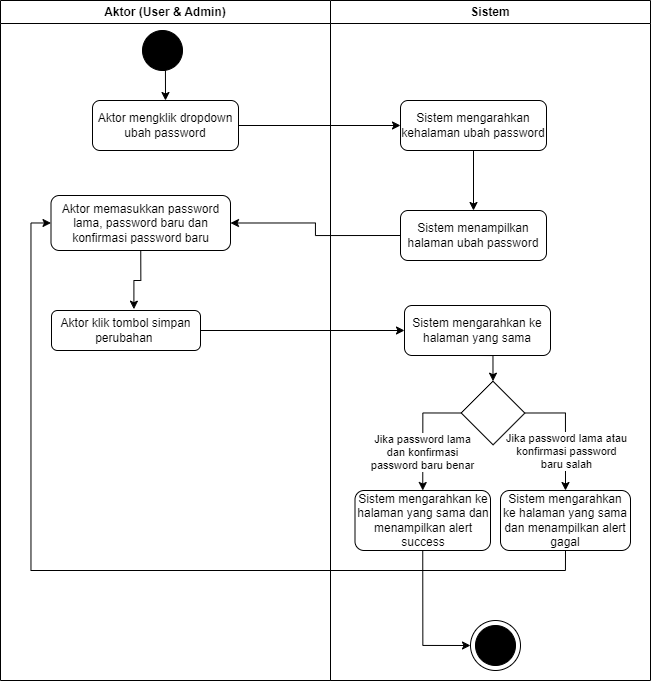 Aktor (User & Admin)
Sistem
Aktor mengklik dropdown
ubah password
Sistem mengarahkan
kehalaman ubah password
Aktor memasukkan password
lama, password baru dan
konfirmasi password baru
Sistem menampilkan
halaman ubah password
Aktor klik tombol simpan
perubahan
Sistem mengarahkan ke
halaman yang sama
Jika password lama
dan konfirmasi
password baru benar
Jika password lama atau
konfirmasi password
baru salah
Sistem mengarahkan ke
halaman yang sama dan
menampilkan alert
success
Sistem mengarahkan
ke halaman yang sama
dan menampilkan alert
gagal